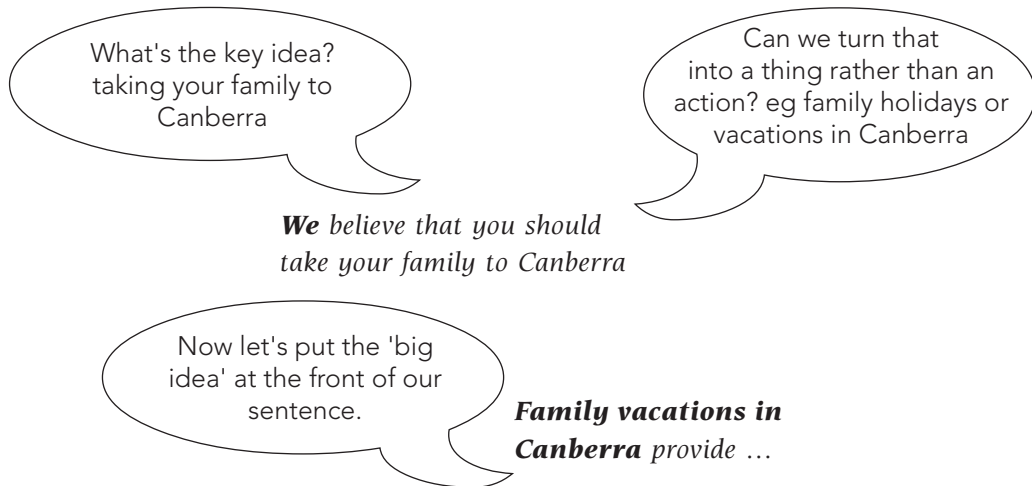 What's the key idea?
taking your family to
Canberra
Can we turn that
into a thing rather than an
action? eg family holidays or
vacations in Canberra
We believe that you should
take your family to Canberra
Now let's put the 'big
idea' at the front of our
sentence.
Family vacations in
Canberra provide …